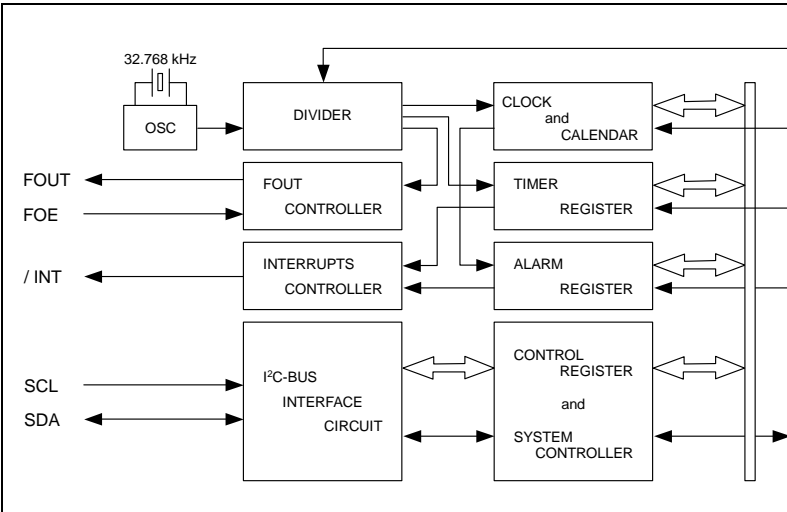 32.768 kHz
OSC
DIVIDER
CLOCK
and
CALENDAR
FOUT
FOE
FOUT
CONTROLLER
TIMER
REGISTER
/ INT
INTERRUPTS
CONTROLLER
ALARM
REGISTER
SCL
SDA
I²C-BUS
INTERFACE
CIRCUIT
CONTROL
REGISTER
and
SYSTEM
CONTROLLER